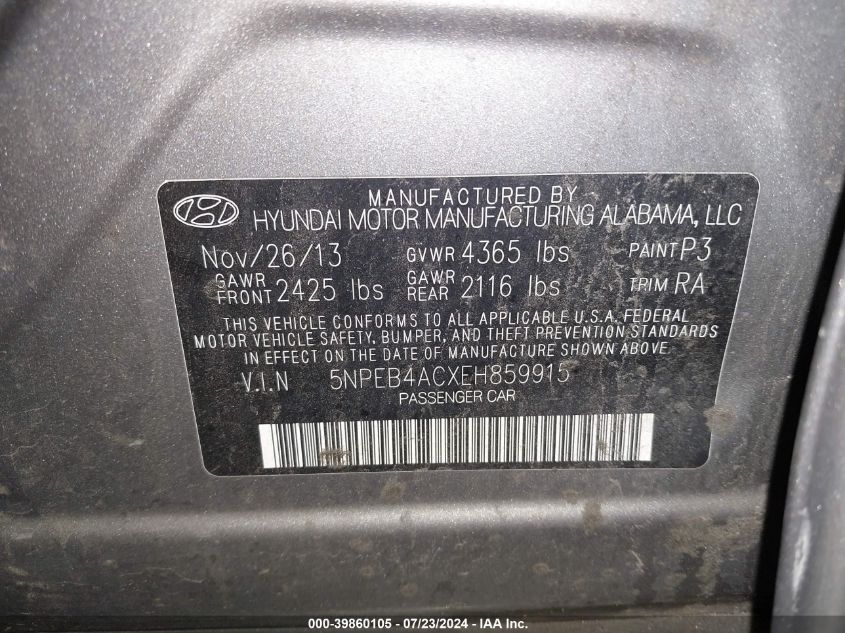 MANUFACTURED BY
HYUNDAI MOTOR MANUFACTURING ALABAMA, LLC
Nov/26/13 GVWR 4365 lbs PAINT P3
GAWR FRONT 2425 lbs GAWR REAR 2116 lbs TRIM RA
THIS VEHICLE CONFORMS TO ALL APPLICABLE U.S.A. FEDERAL
MOTOR VEHICLE SAFETY, BUMPER, AND THEFT PREVENTION STANDARDS
IN EFFECT ON THE DATE OF MANUFACTURE SHOWN ABOVE.
V.I.N 5NPEB4ACXEH859915
PASSENGER CAR
000-39860105 - 07/23/2024 - IAA Inc.